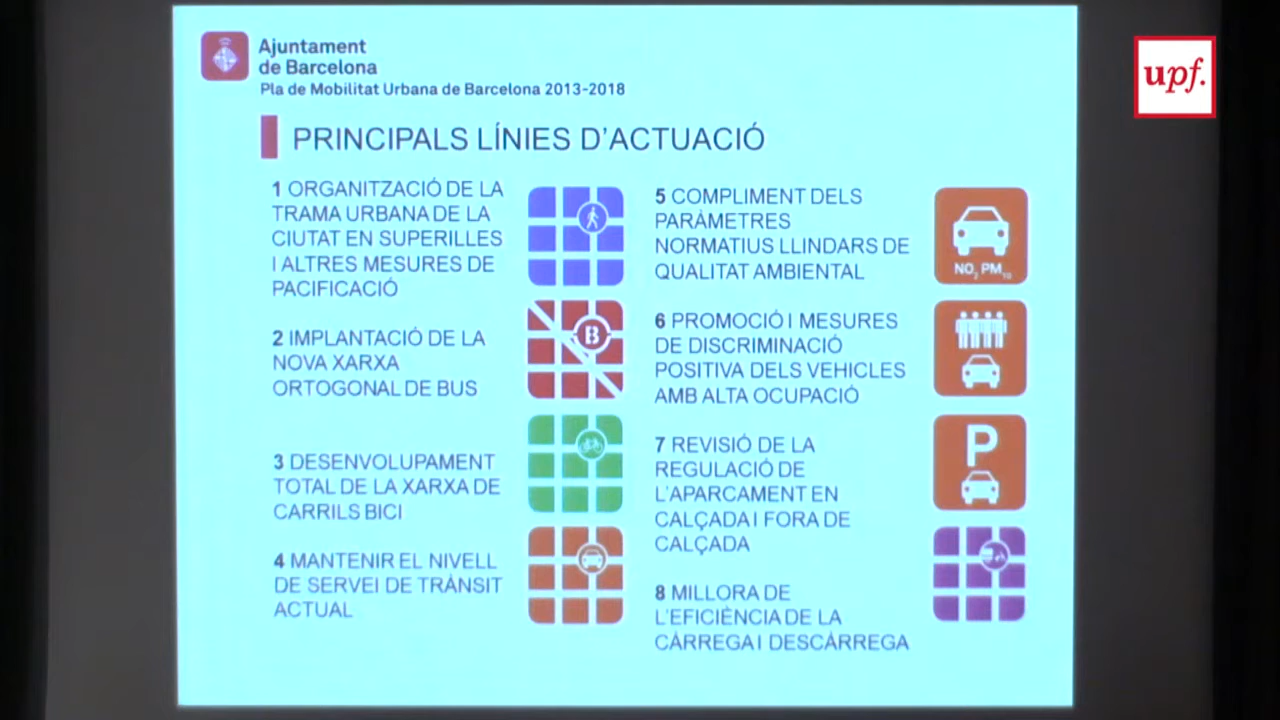 Ajuntament
de Barcelona
Pla de Mobilitat Urbana de Barcelona 2013-2018
upf.
PRINCIPALS LÍNIES D'ACTUACIÓ
1 ORGANITZACIÓ DE LA
TRAMA URBANA DE LA
CIUTAT EN SUPERILLES
I ALTRES MESURES DE
PACIFICACIÓ
2 IMPLANTACIÓ DE LA
NOVA XARXA
ORTOGONAL DE BUS
B
3 DESENVOLUPAMENT
TOTAL DE LA XARXA DE
CARRILS BICI
4 MANTENIR EL NIVELL
DE SERVEI DE TRÀNSIT
ACTUAL
5 COMPLIMENT DELS
PARÀMETRES
NORMATIUS LLINDARS DE
QUALITAT AMBIENTAL
NO2 PM10
6 PROMOCIÓ I MESURES
DE DISCRIMINACIÓ
POSITIVA DELS VEHICLES
AMB ALTA OCUPACIÓ
7 REVISIÓ DE LA
REGULACIÓ DE
L'APARCAMENT EN
CALÇADA I FORA DE
CALÇADA
P
8 MILLORA DE
L'EFICIÈNCIA DE LA
CÀRREGA I DESCÀRREGA